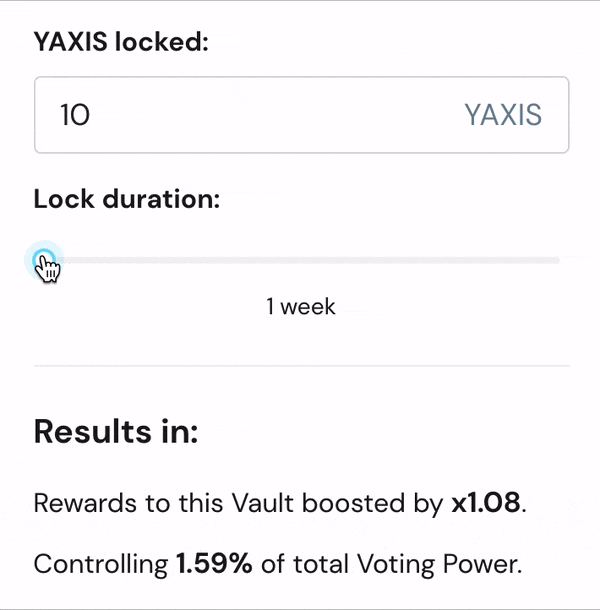 YAXIS locked:
10 YAXIS
Lock duration:
1 week
Results in:
Rewards to this Vault boosted by x1.08.
Controlling 1.59% of total Voting Power.